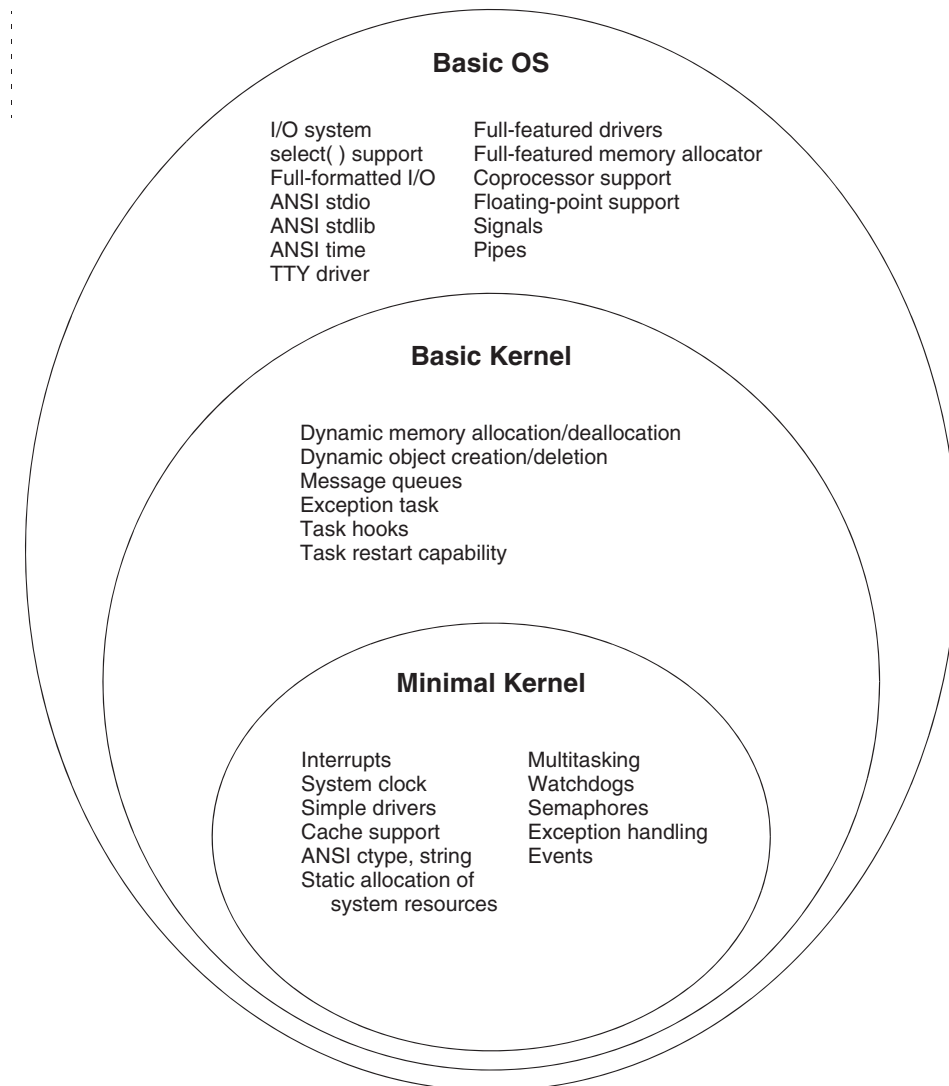 Basic OS
I/O system
select( ) support
Full-formatted I/O
ANSI stdio
ANSI stdlib
ANSI time
TTY driver
Full-featured drivers
Full-featured memory allocator
Coprocessor support
Floating-point support
Signals
Pipes
Basic Kernel
Dynamic memory allocation/deallocation
Dynamic object creation/deletion
Message queues
Exception task
Task hooks
Task restart capability
Minimal Kernel
Interrupts
System clock
Simple drivers
Cache support
ANSI ctype, string
Static allocation of
system resources
Multitasking
Watchdogs
Semaphores
Exception handling
Events